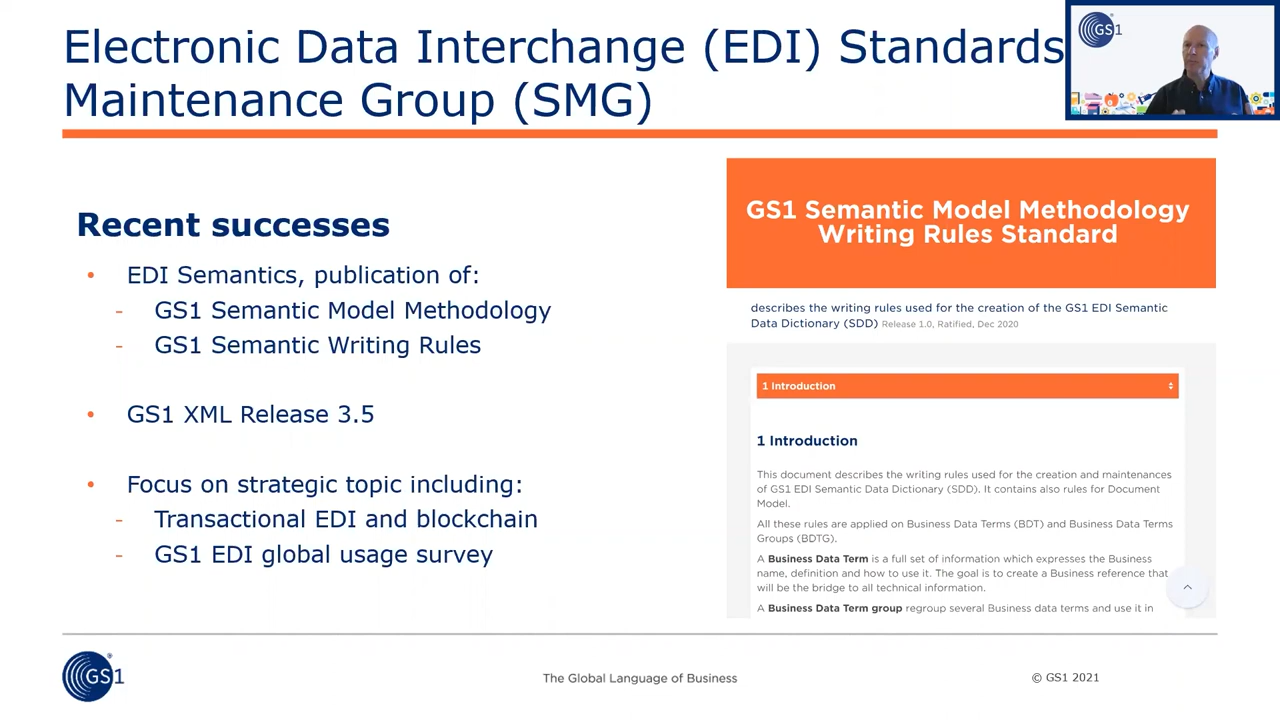 Electronic Data Interchange (EDI) Standards
Maintenance Group (SMG)
GS1
Recent successes
• EDI Semantics, publication of:
- GS1 Semantic Model Methodology
- GS1 Semantic Writing Rules
• GS1 XML Release 3.5
• Focus on strategic topic including:
- Transactional EDI and blockchain
- GS1 EDI global usage survey
GS1 Semantic Model Methodology
Writing Rules Standard
describes the writing rules used for the creation of the GS1 EDI Semantic
Data Dictionary (SDD) Release 1.0, Ratified, Dec 2020
1 Introduction
1 Introduction
This document describes the writing rules used for the creation and maintenances
of GS1 EDI Semantic Data Dictionary (SDD). It contains also rules for Document
Model.
All these rules are applied on Business Data Terms (BDT) and Business Data Terms
Groups (BDTG).
A Business Data Term is a full set of information which expresses the Business
name, definition and how to use it. The goal is to create a Business reference that
will be the bridge to all technical information.
A Business Data Term group regroup several Business data terms and use it in
GS1 ®
The Global Language of Business
© GS1 2021